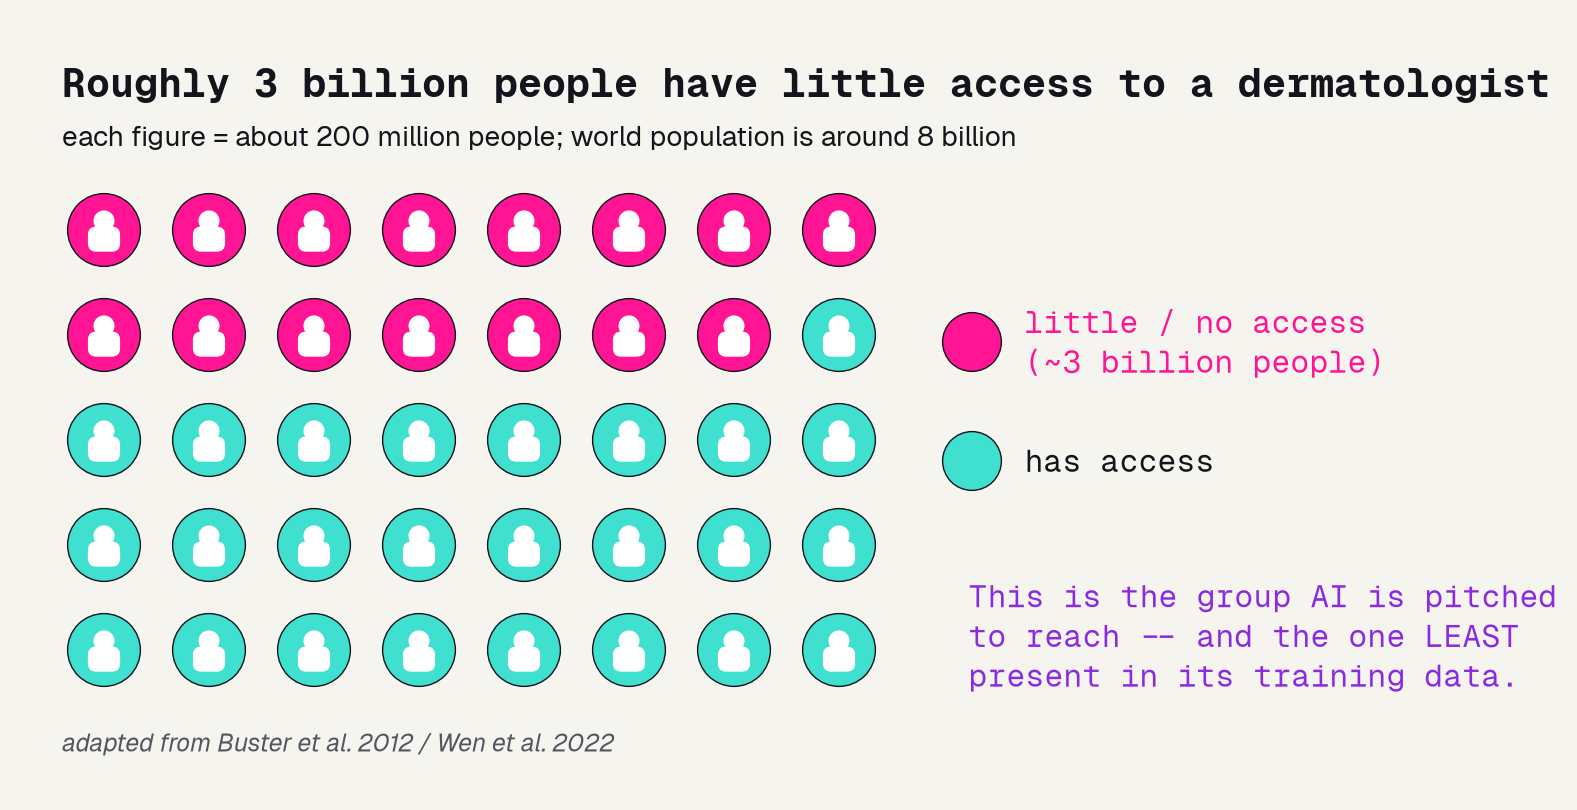 Roughly 3 billion people have little access to a dermatologist
each figure = about 200 million people; world population is around 8 billion
little / no access
(~3 billion people)
has access
This is the group AI is pitched
to reach -- and the one LEAST
present in its training data.
adapted from Buster et al. 2012 / Wen et al. 2022